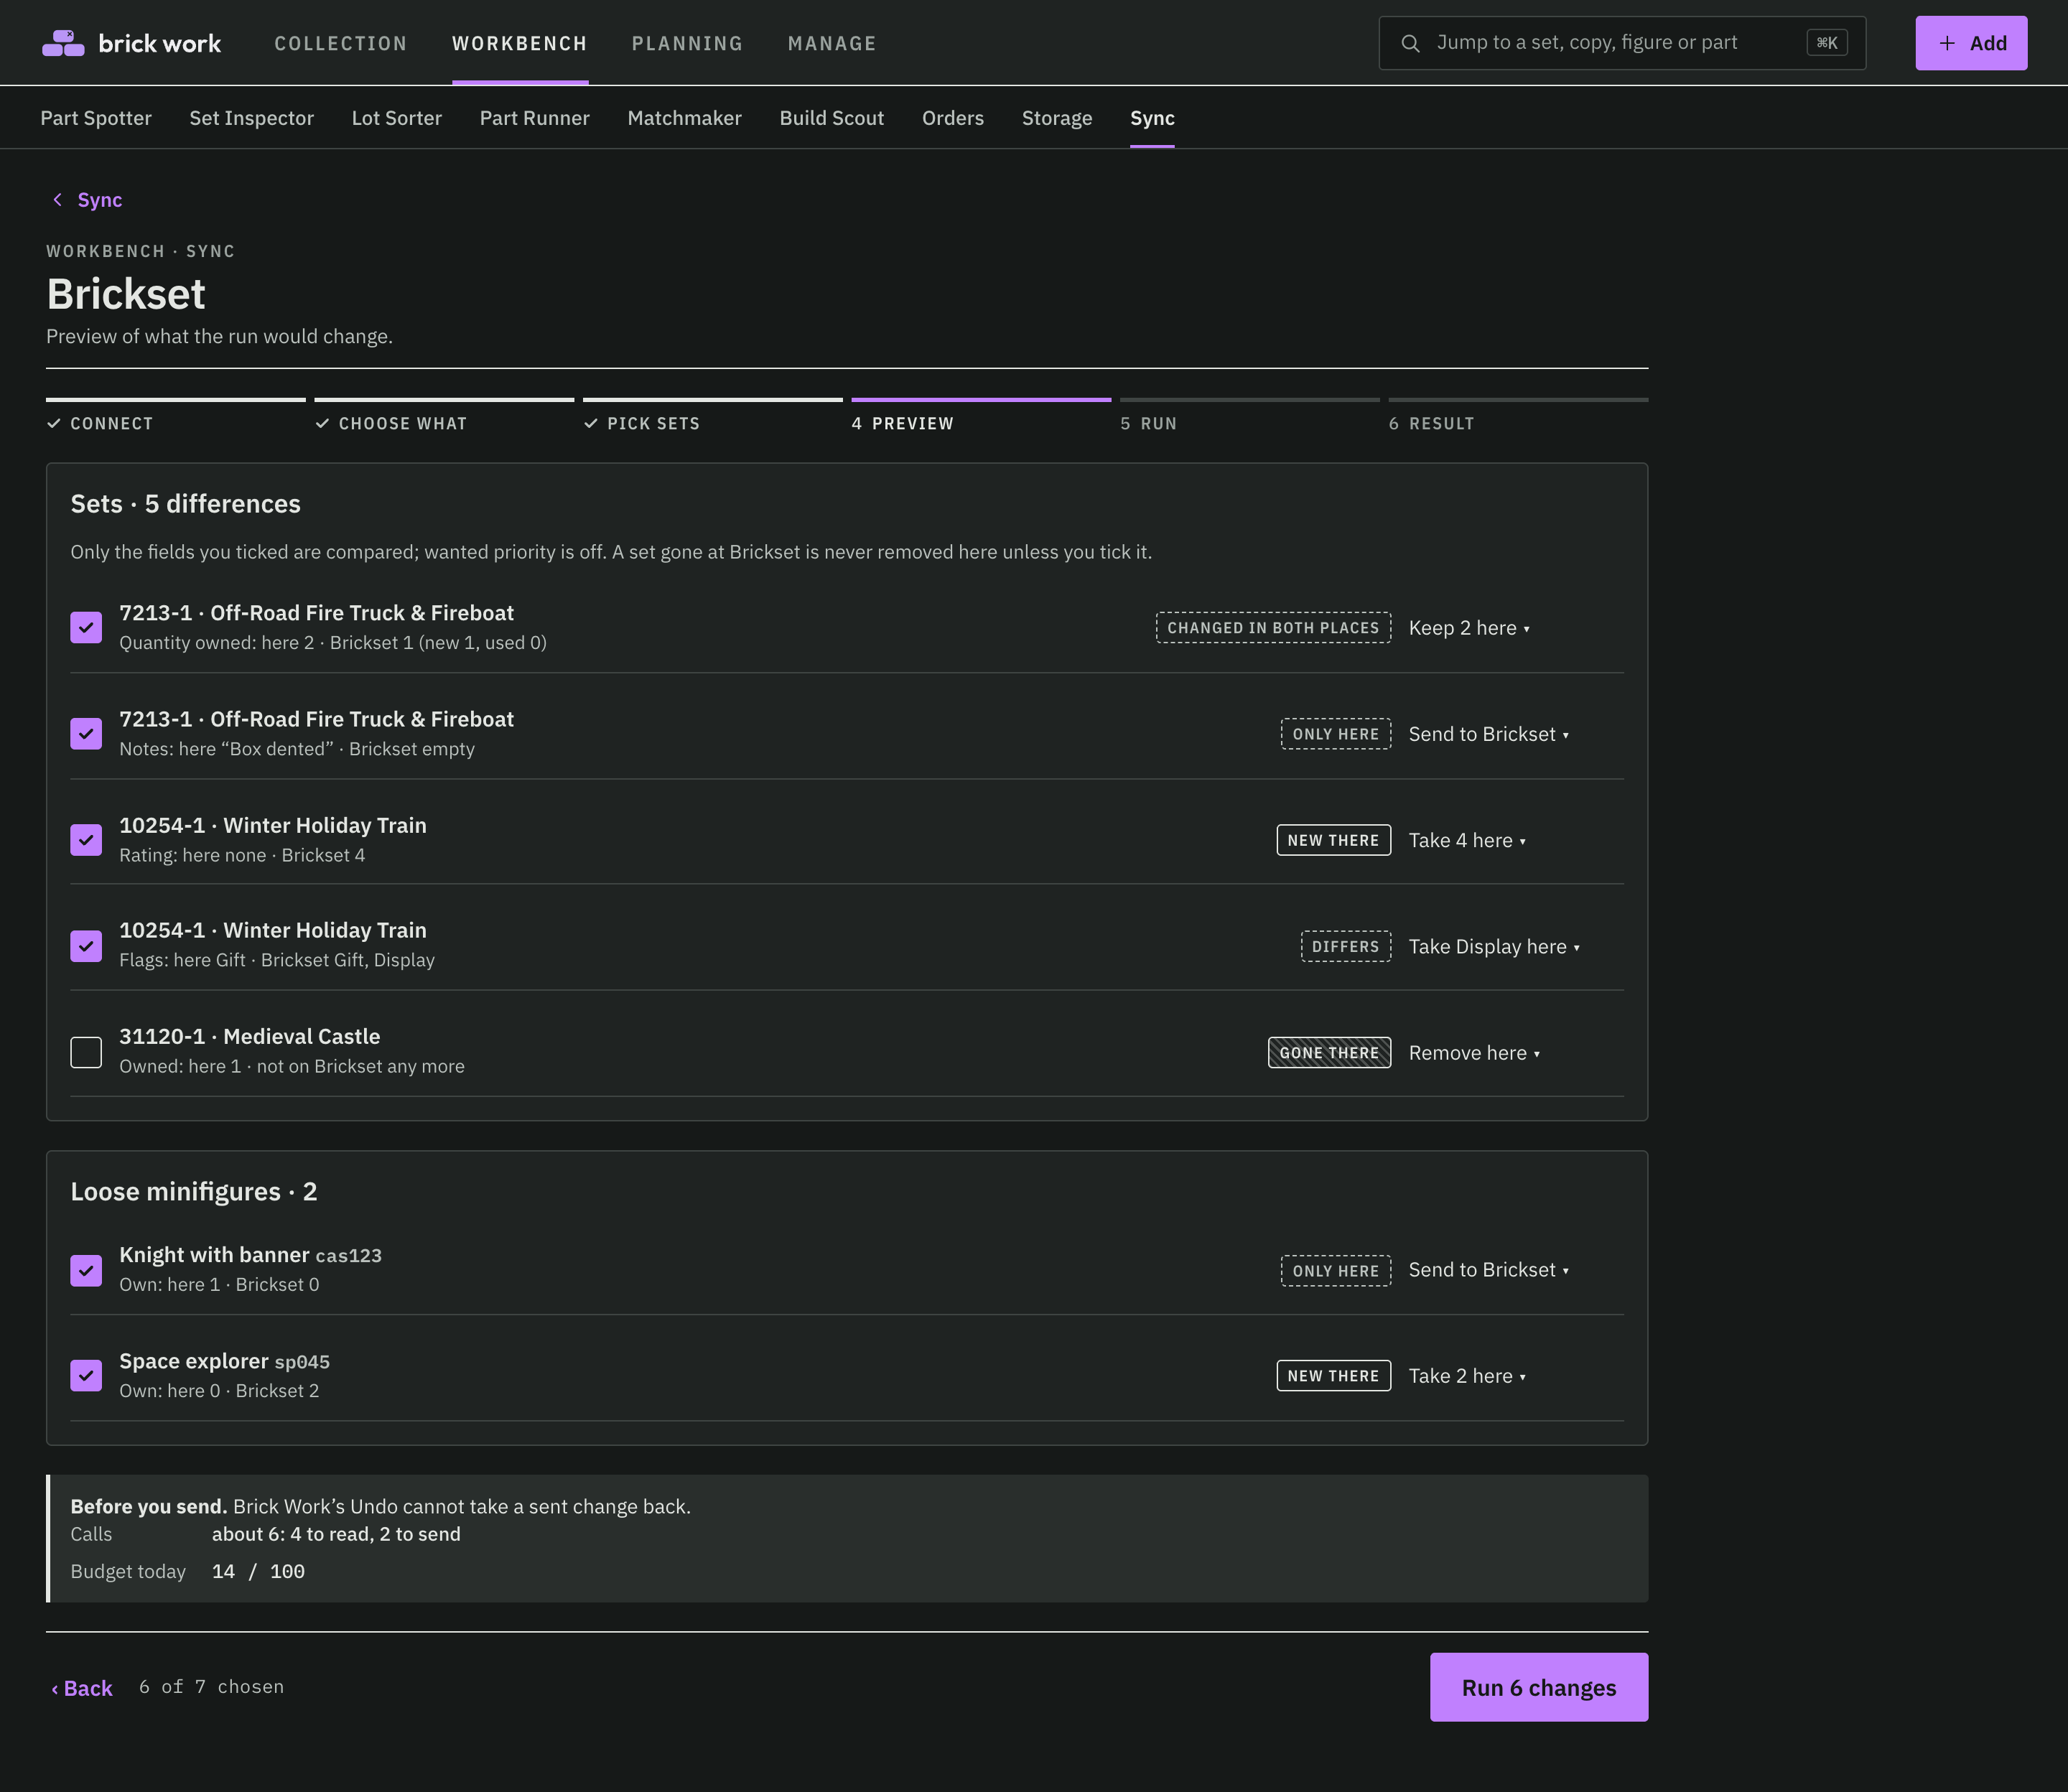 brick work
COLLECTION WORKBENCH PLANNING MANAGE
Jump to a set, copy, figure or part ⌘K
+ Add
Part Spotter Set Inspector Lot Sorter Part Runner Matchmaker Build Scout Orders Storage Sync
‹ Sync
WORKBENCH · SYNC
Brickset
Preview of what the run would change.
✓ CONNECT ✓ CHOOSE WHAT ✓ PICK SETS 4 PREVIEW 5 RUN 6 RESULT
Sets · 5 differences
Only the fields you ticked are compared; wanted priority is off. A set gone at Brickset is never removed here unless you tick it.
7213-1 · Off-Road Fire Truck & Fireboat
Quantity owned: here 2 · Brickset 1 (new 1, used 0)
CHANGED IN BOTH PLACES Keep 2 here ▾
7213-1 · Off-Road Fire Truck & Fireboat
Notes: here “Box dented” · Brickset empty
ONLY HERE Send to Brickset ▾
10254-1 · Winter Holiday Train
Rating: here none · Brickset 4
NEW THERE Take 4 here ▾
10254-1 · Winter Holiday Train
Flags: here Gift · Brickset Gift, Display
DIFFERS Take Display here ▾
31120-1 · Medieval Castle
Owned: here 1 · not on Brickset any more
GONE THERE Remove here ▾
Loose minifigures · 2
Knight with banner cas123
Own: here 1 · Brickset 0
ONLY HERE Send to Brickset ▾
Space explorer sp045
Own: here 0 · Brickset 2
NEW THERE Take 2 here ▾
Before you send. Brick Work’s Undo cannot take a sent change back.
Calls about 6: 4 to read, 2 to send
Budget today 14 / 100
‹ Back 6 of 7 chosen
Run 6 changes